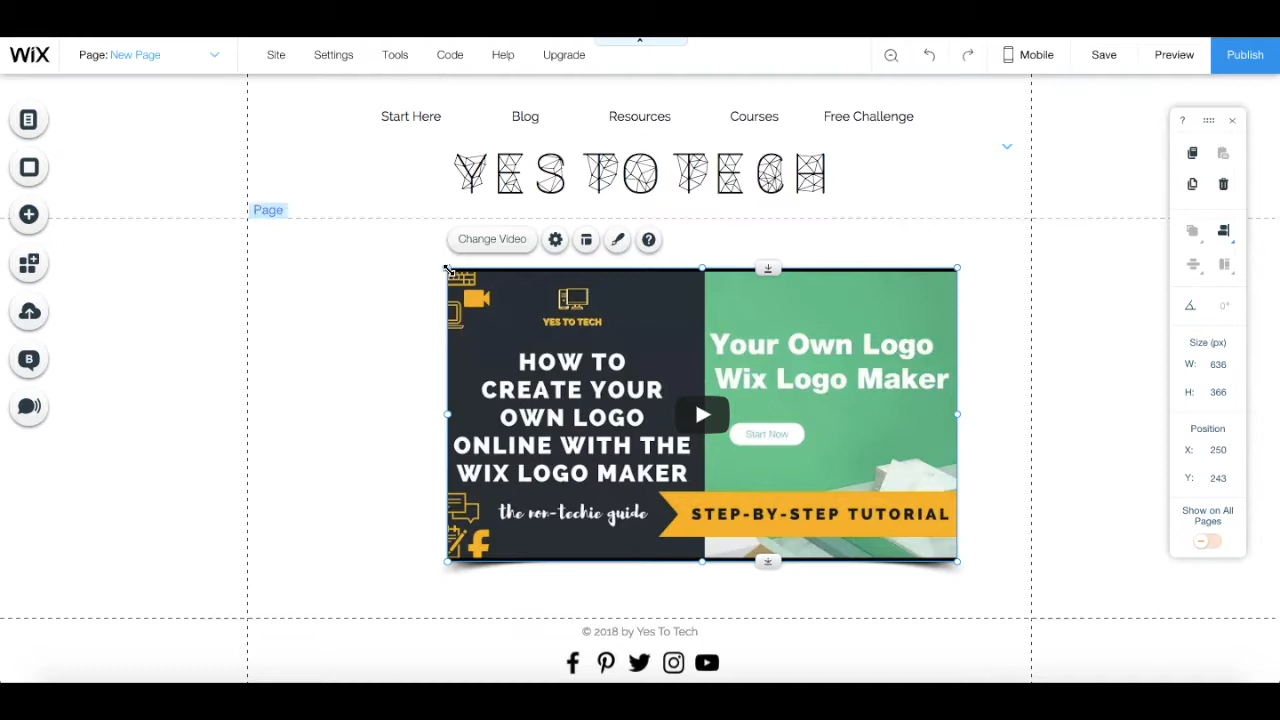 WiX
Page: New Page
Site
Settings
Tools
Code
Help
Upgrade
Mobile
Save
Preview
Publish
Start Here
Blog
Resources
Courses
Free Challenge
YES TO TECH
Page
Change Video
?
YES TO TECH
HOW TO
CREATE YOUR
OWN LOGO
ONLINE WITH THE
WIX LOGO MAKER
the non-techie guide
Your Own Logo
Wix Logo Maker
Start Now
STEP-BY-STEP TUTORIAL
B
?
0°
Size (px)
W: 636
H: 366
Position
X: 250
Y: 243
Show on All
Pages
© 2018 by Yes To Tech